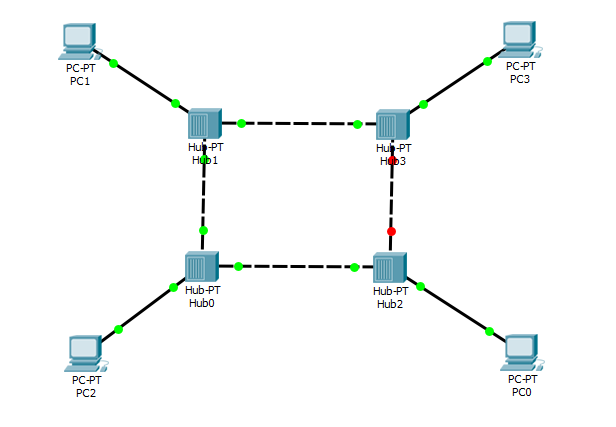 PC-PT
PC1
PC-PT
PC3
Hub-PT
Hub1
Hub-PT
Hub3
Hub-PT
Hub0
Hub-PT
Hub2
PC-PT
PC2
PC-PT
PC0